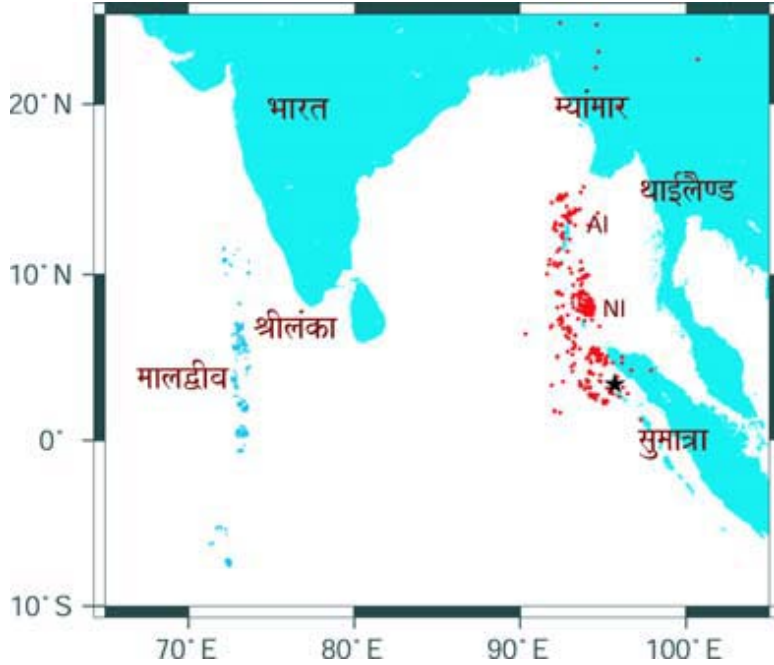 20° N
भारत
म्यांमार
थाईलैण्ड
AI
10° N
NI
श्रीलंका
मालद्वीव
0°
सुमात्रा
10° S
70° E
80° E
90° E
100° E